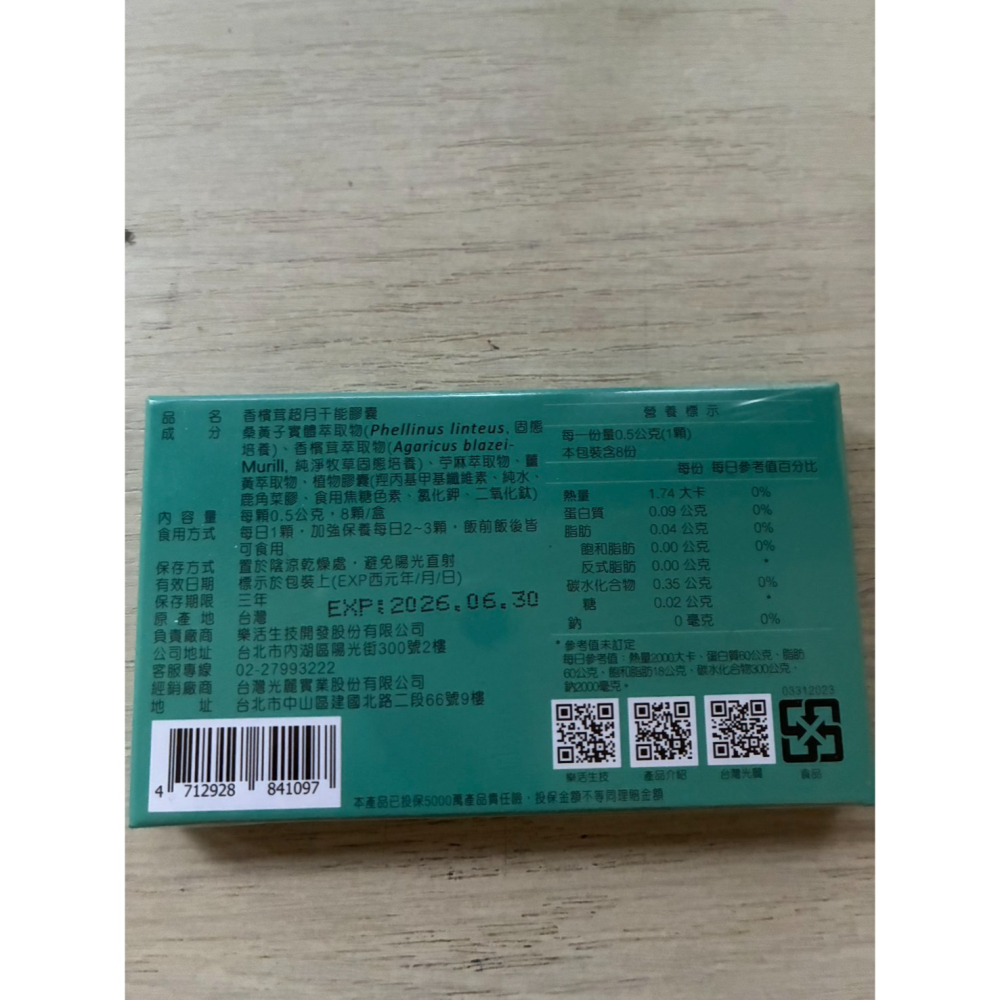 品名 香檳茸超月干能膠囊
成分 桑黃子實體萃取物(Phellinus linteus, 固態
培養)、香檳茸萃取物(Agaricus blazei-
Murill, 純淨牧草固態培養)、苧麻萃取物、薑
黃萃取物、植物膠囊(羥丙基甲基纖維素、純水、
鹿角菜膠、食用焦糖色素、氯化鉀、二氧化鈦)
內容量 每顆0.5公克，8顆/盒
食用方式 每日1顆，加強保養每日2~3顆，飯前飯後皆
可食用
保存方式 置於陰涼乾燥處，避免陽光直射
有效日期 標示於包裝上(EXP西元年/月/日)
保存期限 三年
EXP:2026.06.30
原產地 台灣
負責廠商 樂活生技開發股份有限公司
公司地址 台北市內湖區陽光街300號2樓
客服專線 02-27993222
經銷廠商 台灣光麗實業股份有限公司
地址 台北市中山區建國北路二段66號9樓
4 712928 841097
營養標示
每一份量0.5公克(1顆)
本包裝含8份
每份 每日參考值百分比
熱量 1.74 大卡 0%
蛋白質 0.09 公克 0%
脂肪 0.04 公克 0%
飽和脂肪 0.00 公克 0%
反式脂肪 0.00 公克 *
碳水化合物 0.35 公克 0%
糖 0.02 公克 *
鈉 0 毫克 0%
*參考值未訂定
每日參考值：熱量2000大卡、蛋白質60公克、脂肪
60公克、飽和脂肪18公克、碳水化合物300公克、
鈉2000毫克。
03312023
樂活生技 產品介紹 台灣光麗 食品
本產品已投保5000萬產品責任險，投保金額不等同理賠金額